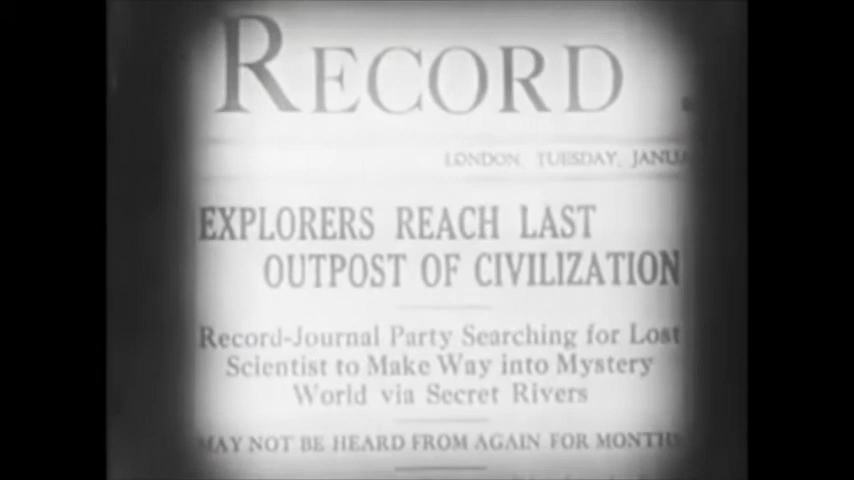 RECORD
LONDON, TUESDAY, JANUA
EXPLORERS REACH LAST
OUTPOST OF CIVILIZATION
Record-Journal Party Searching for Lost
Scientist to Make Way into Mystery
World via Secret Rivers
MAY NOT BE HEARD FROM AGAIN FOR MONTHS